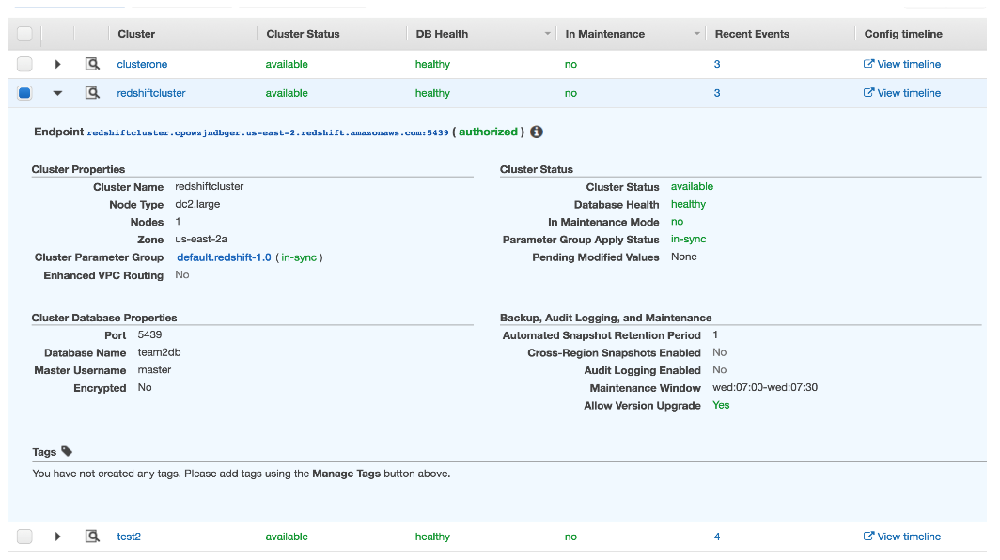 Cluster Cluster Status DB Health In Maintenance Recent Events Config timeline
clusterone available healthy no 3 View timeline
redshiftcluster available healthy no 3 View timeline
Endpoint redshiftcluster.cpowzjndbger.us-east-2.redshift.amazonaws.com:5439 ( authorized )
Cluster Properties
Cluster Name redshiftcluster
Node Type dc2.large
Nodes 1
Zone us-east-2a
Cluster Parameter Group default.redshift-1.0 ( in-sync )
Enhanced VPC Routing No
Cluster Status
Cluster Status available
Database Health healthy
In Maintenance Mode no
Parameter Group Apply Status in-sync
Pending Modified Values None
Cluster Database Properties
Port 5439
Database Name team2db
Master Username master
Encrypted No
Backup, Audit Logging, and Maintenance
Automated Snapshot Retention Period 1
Cross-Region Snapshots Enabled No
Audit Logging Enabled No
Maintenance Window wed:07:00-wed:07:30
Allow Version Upgrade Yes
Tags
You have not created any tags. Please add tags using the Manage Tags button above.
test2 available healthy no 4 View timeline